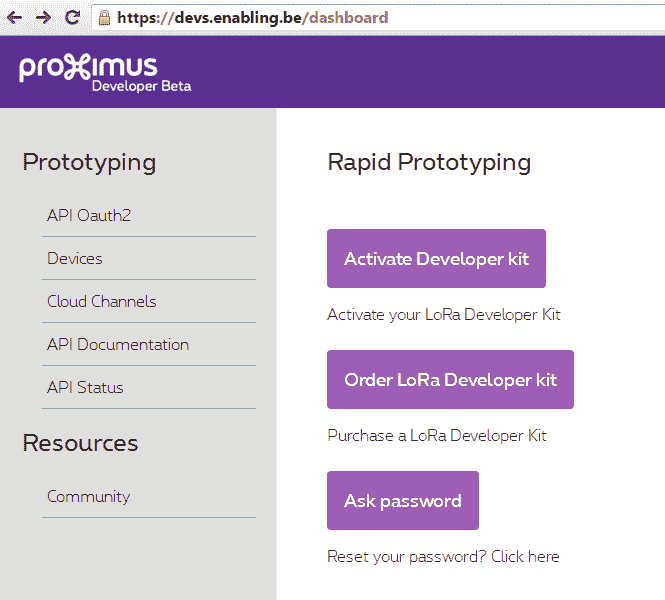 https://devs.enabling.be/dashboard
proximus
Developer Beta
Prototyping
API Oauth2
Devices
Cloud Channels
API Documentation
API Status
Resources
Community
Rapid Prototyping
Activate Developer kit
Activate your LoRa Developer Kit
Order LoRa Developer kit
Purchase a LoRa Developer Kit
Ask password
Reset your password? Click here